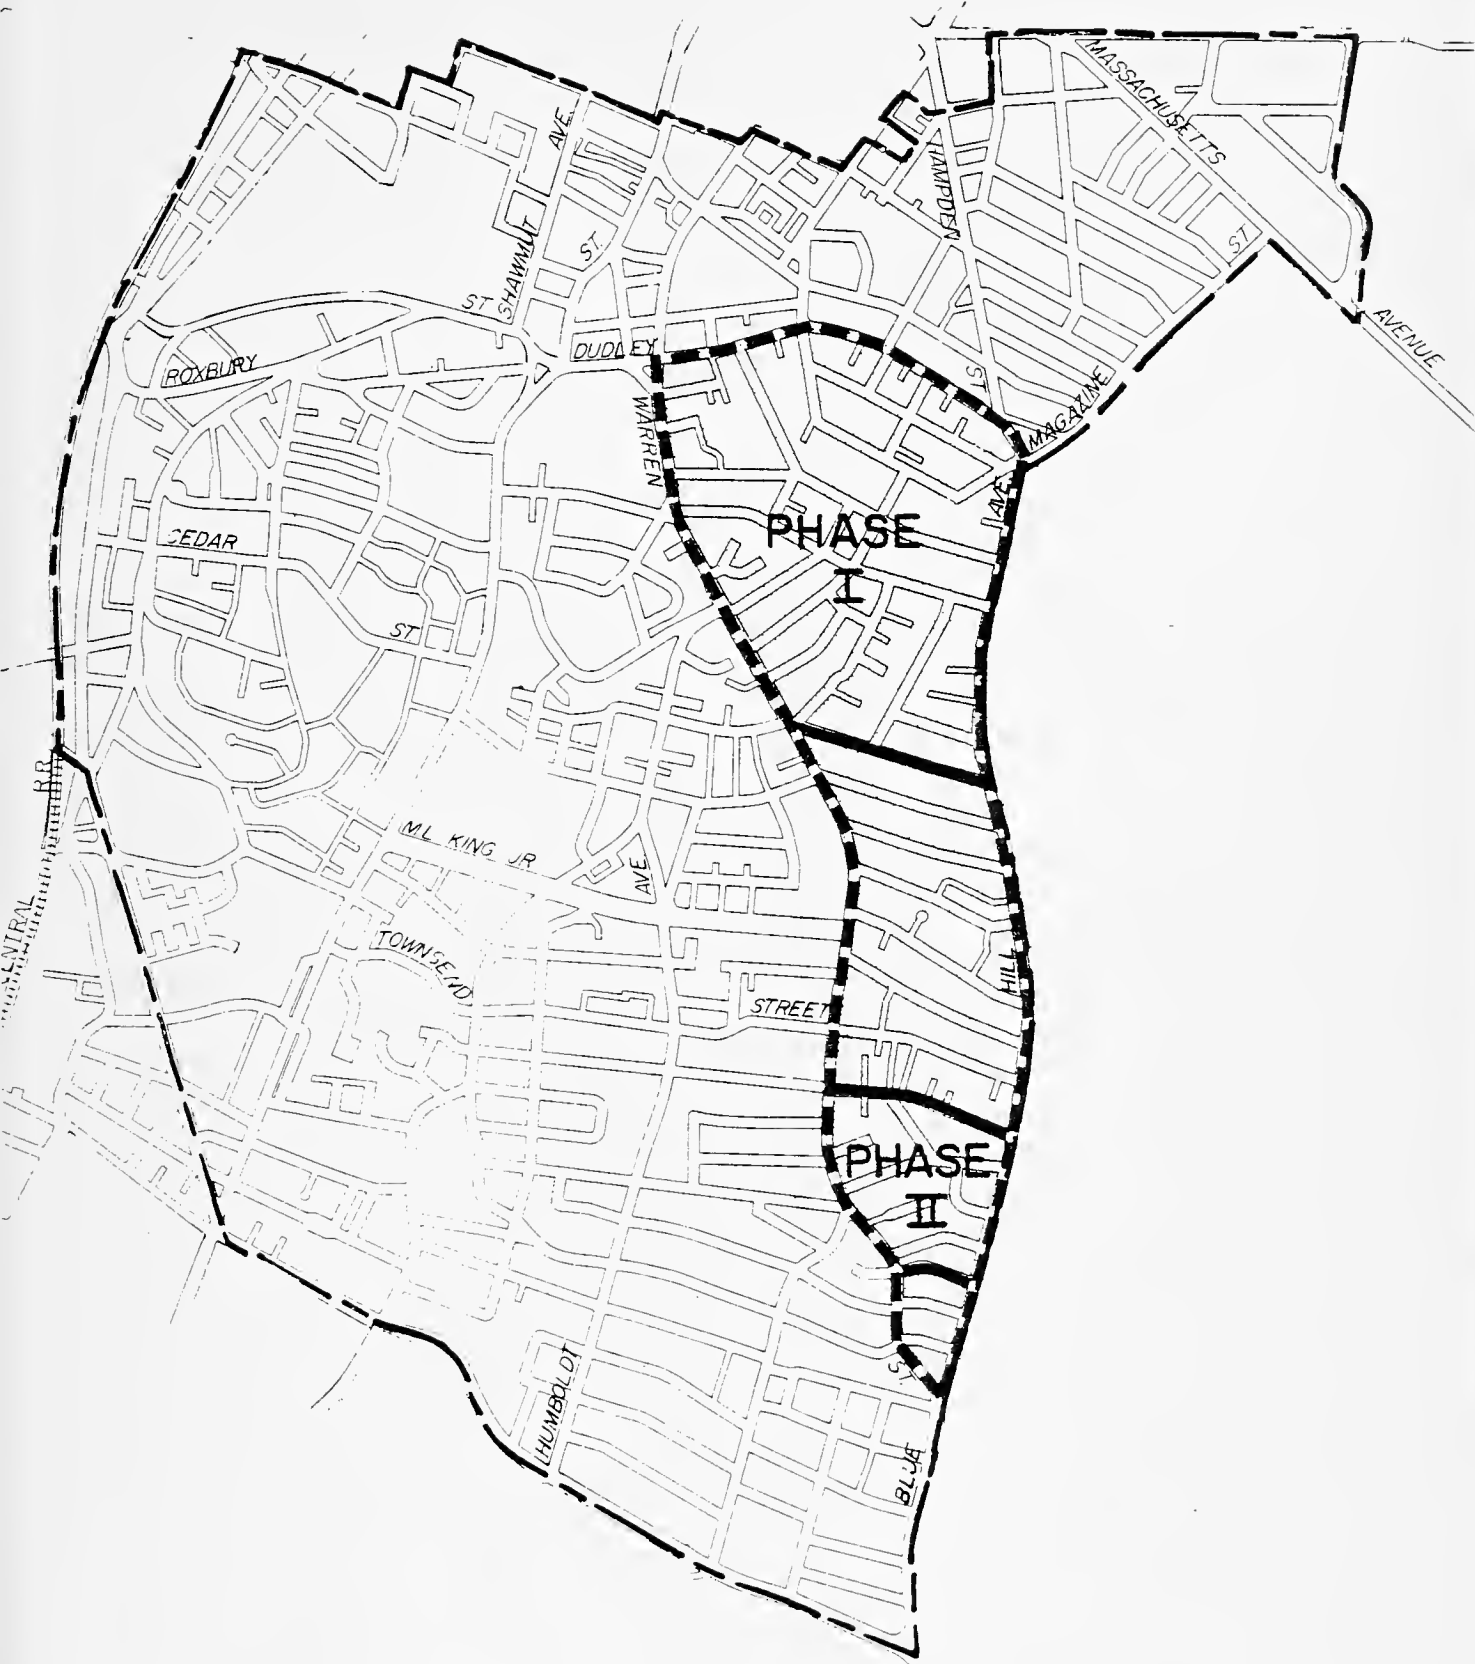 MASSACHUSETTS
AVE.
HAMPDEN
SHAWMUT
ST.
ST
ST
DUDLEY
ROXBURY
AVENUE
ST
MAGAZINE
WARREN
AVE
PHASE
I
CEDAR
ST
R.R.
ML KING JR
AVE
TOWNSEND
HILL
STREET
PHASE
II
ST
HUMBOLDT
BLUE